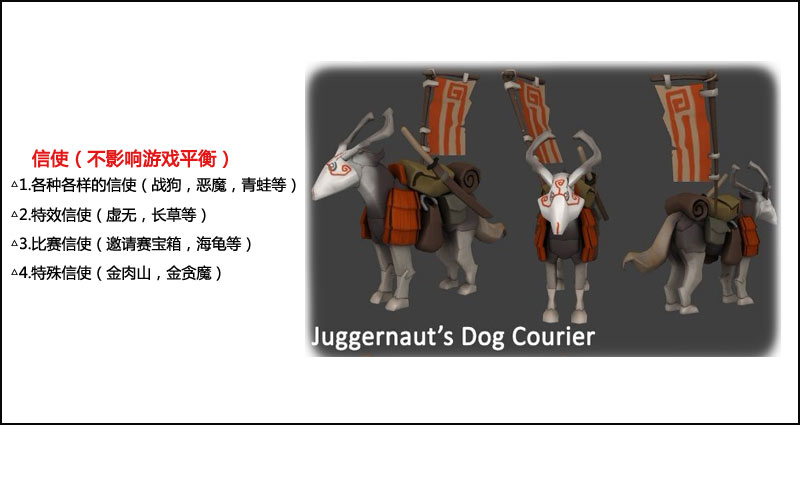 信使（不影响游戏平衡）
△1.各种各样的信使（战狗，恶魔，青蛙等）
△2.特效信使（虚无，长草等）
△3.比赛信使（邀请赛宝箱，海龟等）
△4.特殊信使（金肉山，金贪魔）
Juggernaut’s Dog Courier